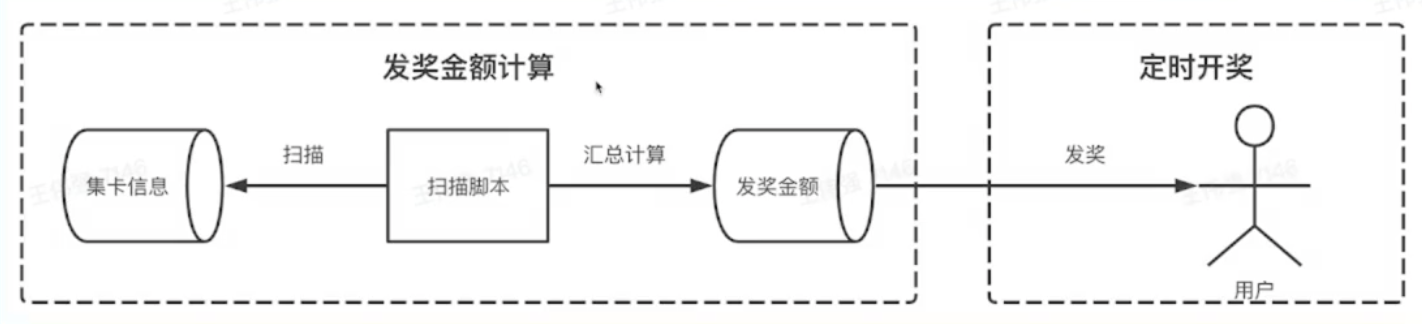 发奖金额计算
定时开奖
扫描
汇总计算
发奖
集卡信息
扫描脚本
发奖金额
用户